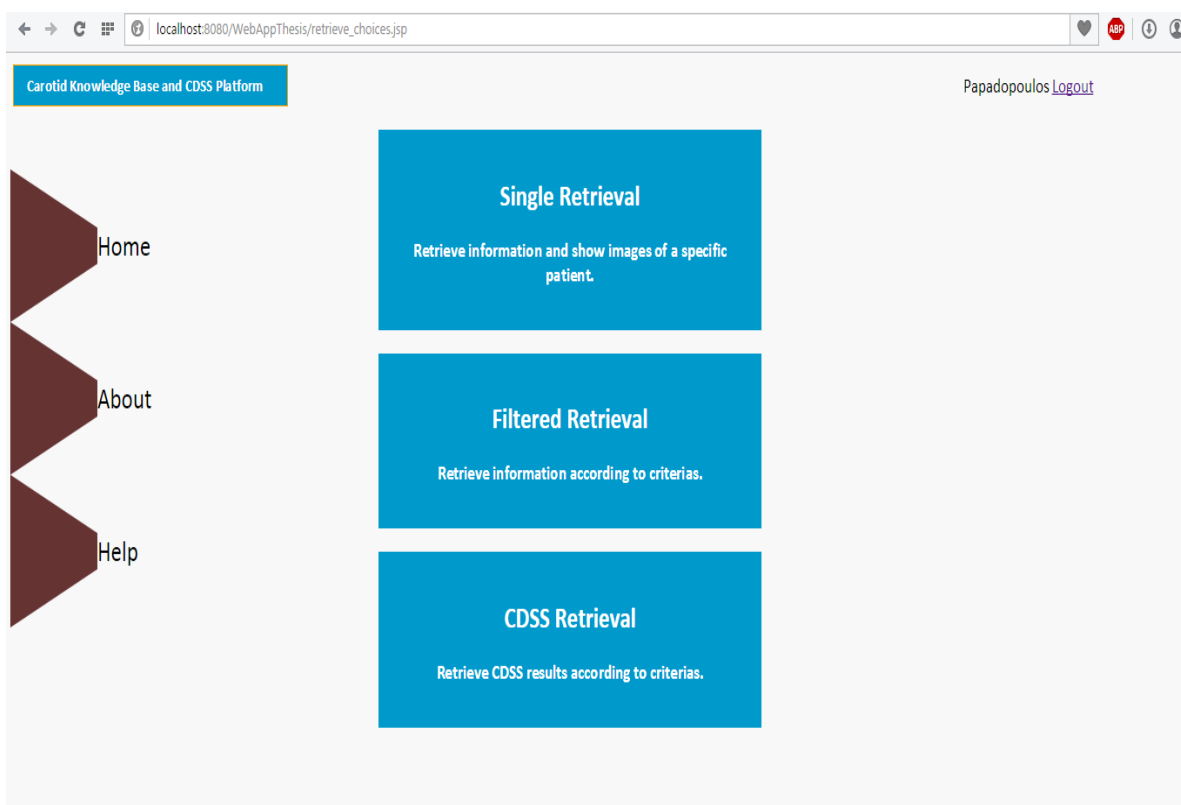 localhost:8080/WebAppThesis/retrieve_choices.jsp
ABP
Carotid Knowledge Base and CDSS Platform
Papadopoulos Logout
Single Retrieval
Retrieve information and show images of a specific
patient.
Home
Filtered Retrieval
Retrieve information according to criterias.
About
CDSS Retrieval
Retrieve CDSS results according to criterias.
Help